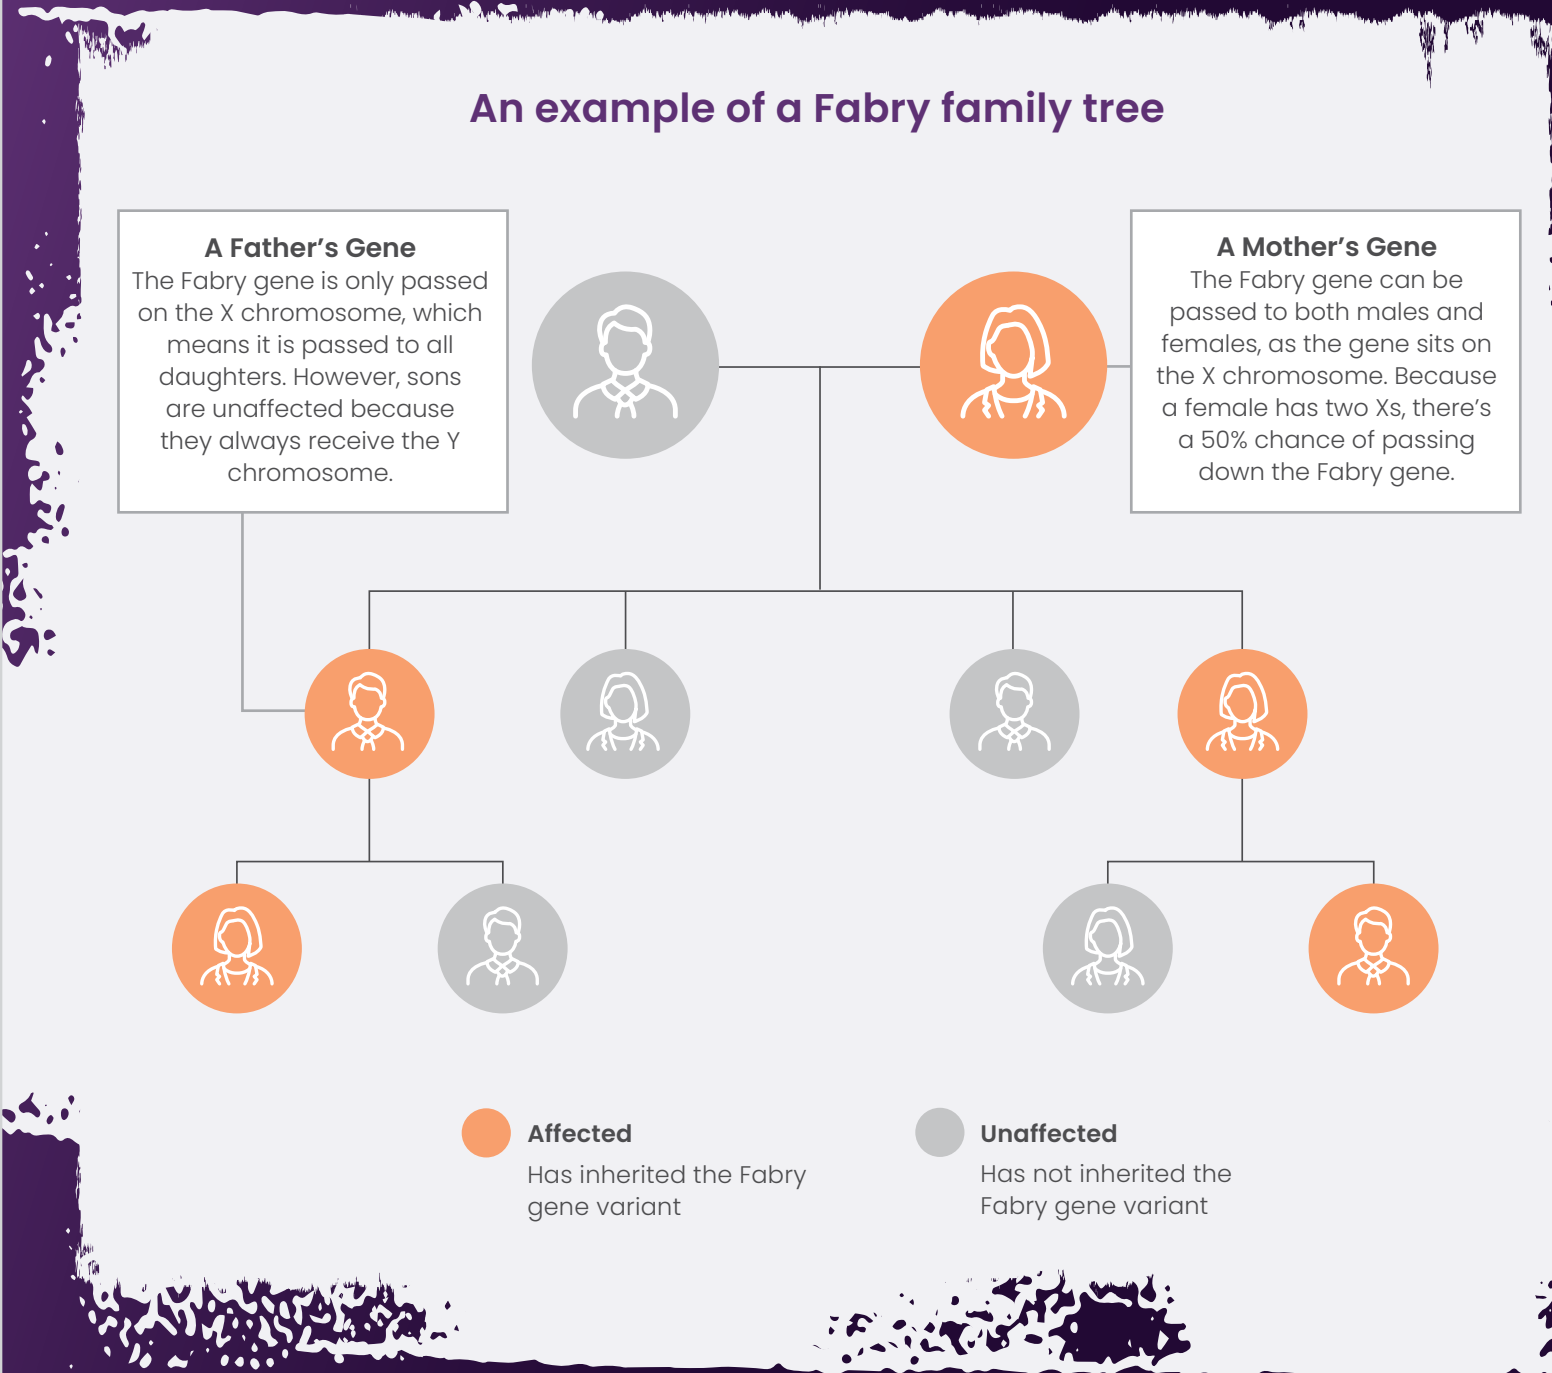 An example of a Fabry family tree
A Father’s Gene
The Fabry gene is only passed
on the X chromosome, which
means it is passed to all
daughters. However, sons
are unaffected because
they always receive the Y
chromosome.
A Mother’s Gene
The Fabry gene can be
passed to both males and
females, as the gene sits on
the X chromosome. Because
a female has two Xs, there’s
a 50% chance of passing
down the Fabry gene.
Affected
Has inherited the Fabry
gene variant
Unaffected
Has not inherited the
Fabry gene variant